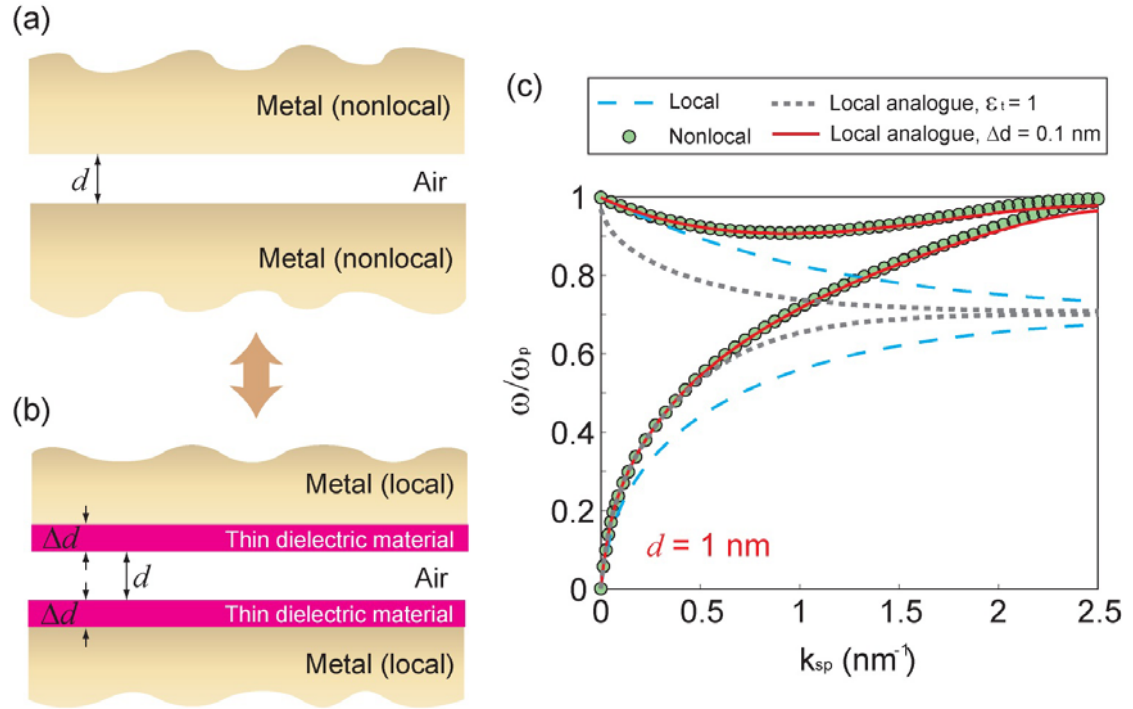 (a)
Metal (nonlocal)
d
Air
Metal (nonlocal)
(b)
Metal (local)
Δd
Thin dielectric material
d
Air
Δd
Thin dielectric material
Metal (local)
(c)
Local
Local analogue, εt = 1
Nonlocal
Local analogue, Δd = 0.1 nm
1
0.8
0.6
0.4
0.2
0
ω/ωp
d = 1 nm
0 0.5 1 1.5 2 2.5
ksp (nm⁻¹)